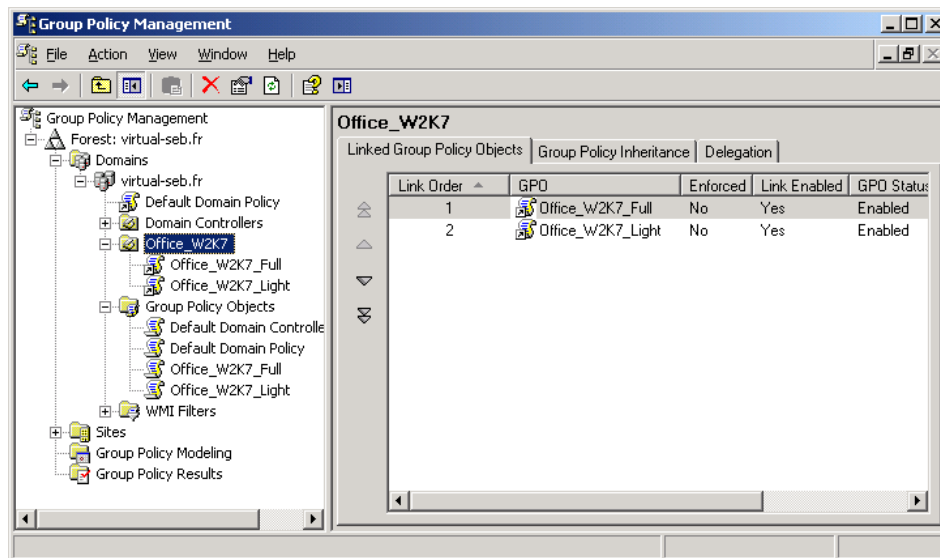 Group Policy Management
File Action View Window Help
Group Policy Management
Forest: virtual-seb.fr
Domains
virtual-seb.fr
Default Domain Policy
Domain Controllers
Office_W2K7
Office_W2K7_Full
Office_W2K7_Light
Group Policy Objects
Default Domain Controlle
Default Domain Policy
Office_W2K7_Full
Office_W2K7_Light
WMI Filters
Sites
Group Policy Modeling
Group Policy Results
Office_W2K7
Linked Group Policy Objects Group Policy Inheritance Delegation
Link Order GPO Enforced Link Enabled GPO Status
1 Office_W2K7_Full No Yes Enabled
2 Office_W2K7_Light No Yes Enabled